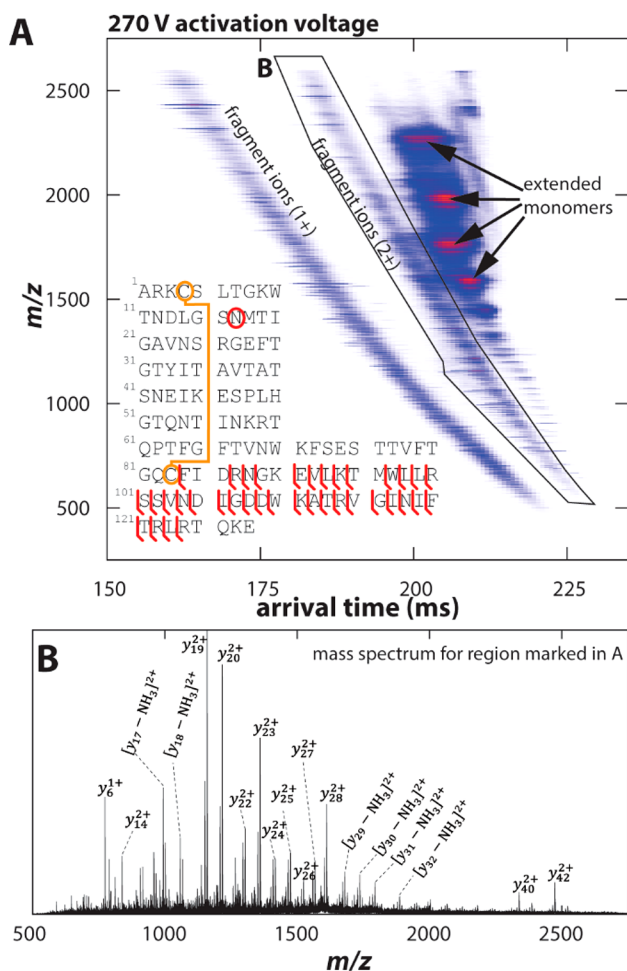 A
270 V activation voltage
B
fragment ions (1+)
fragment ions (2+)
extended
monomers
m/z
2500
2000
1500
1000
500
1 ARKCS LTGKW
11 TNDLG SNMTI
21 GAVNS RGEFT
31 GTYIT AVTAT
41 SNEIK ESPLH
51 GTQNT INKRT
61 QPTFG FTVNW KFSES TTVFT
81 GQCFI DRNGK EVLKT MWLLR
101 SSVND IGDDW KATRV GINIF
121 TRLRT QKE
150 175 200 225
arrival time (ms)
B
mass spectrum for region marked in A
y19 2+
y20 2+
[y17 − NH3]2+
[y18 − NH3]2+
y23 2+
y27 2+
y6 1+
y14 2+
y22 2+
y25 2+
y24 2+
y26 2+
y28 2+
[y29 − NH3]2+
[y30 − NH3]2+
[y31 − NH3]2+
[y32 − NH3]2+
y40 2+
y42 2+
500 1000 1500 2000 2500
m/z